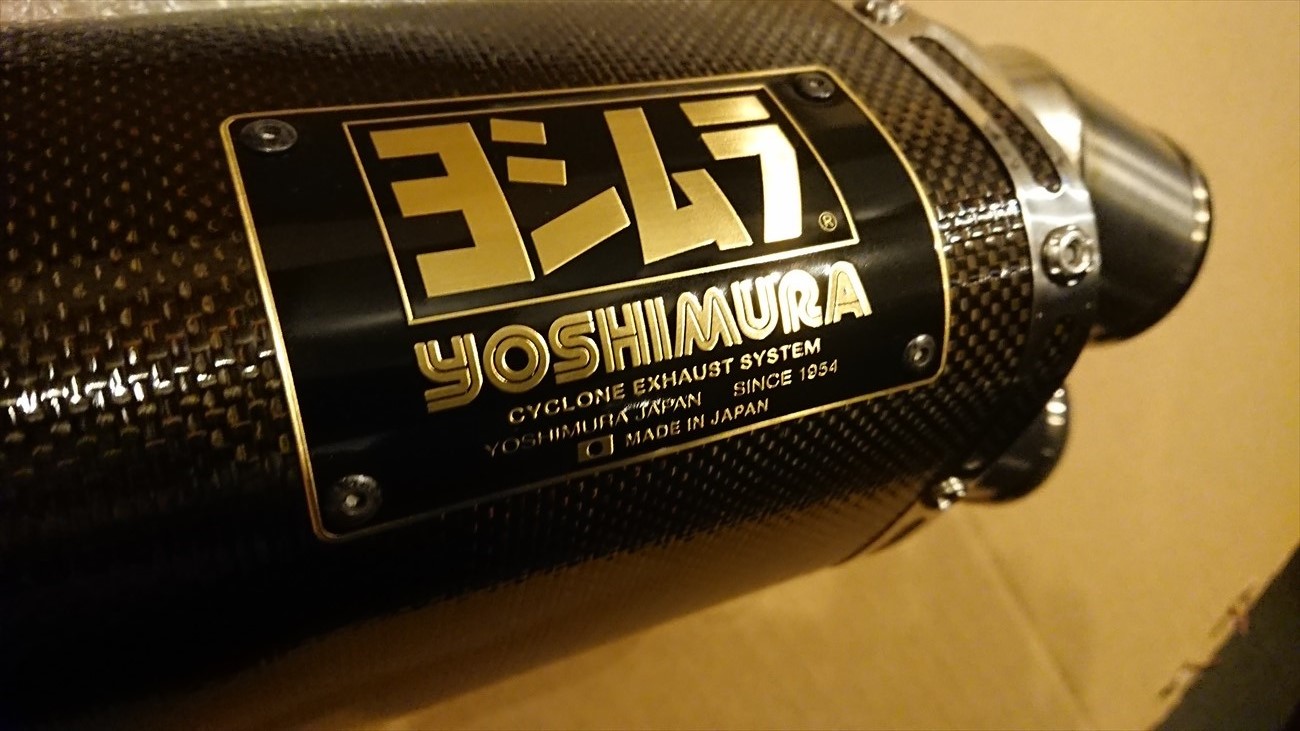 ヨシムラ
®
YOSHIMURA
CYCLONE EXHAUST SYSTEM
YOSHIMURA JAPAN SINCE 1954
MADE IN JAPAN